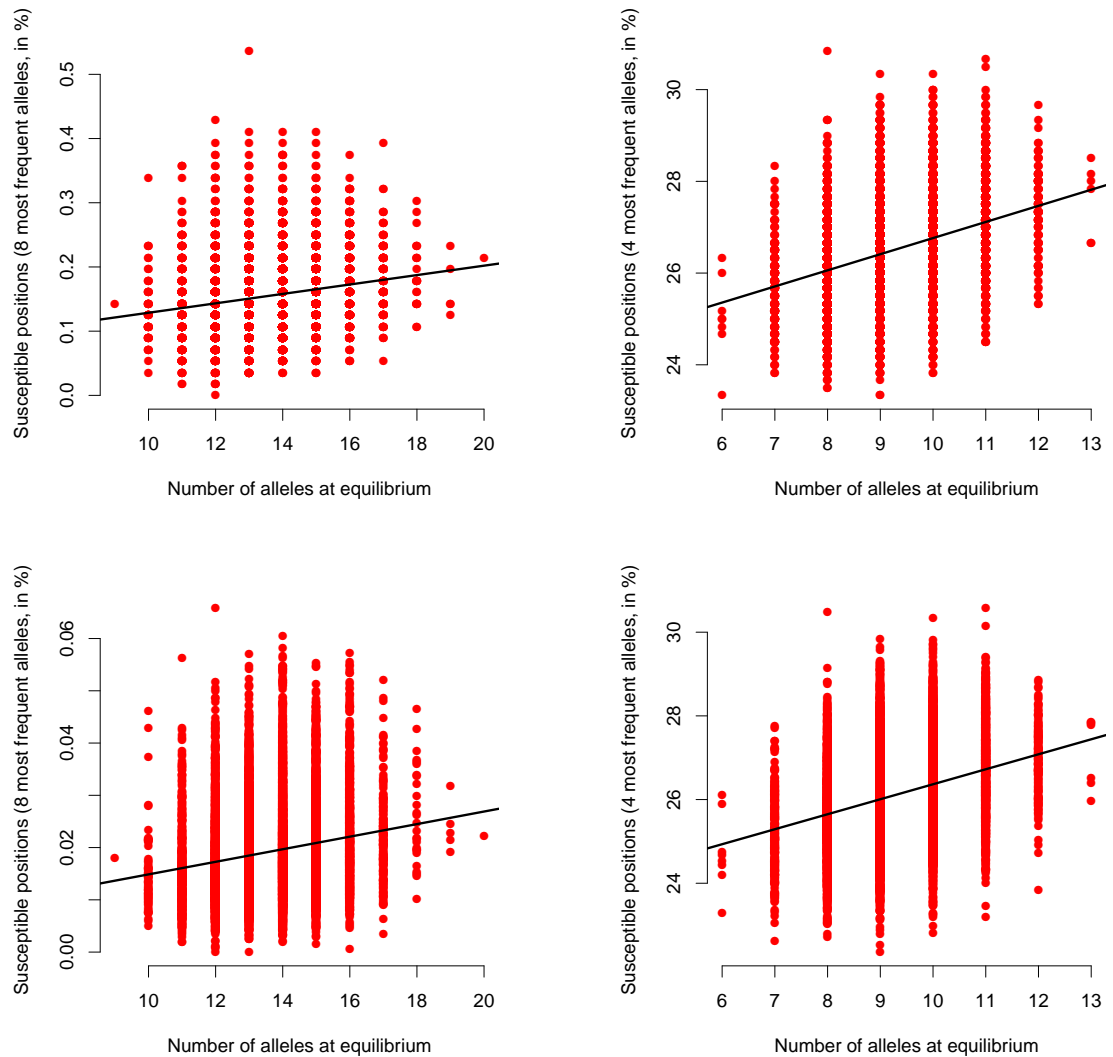 Susceptible positions (8 most frequent alleles, in %)
0.5
0.4
0.3
0.2
0.1
0.0
10 12 14 16 18 20
Number of alleles at equilibrium
Susceptible positions (4 most frequent alleles, in %)
30
28
26
24
6 7 8 9 10 11 12 13
Number of alleles at equilibrium
Susceptible positions (8 most frequent alleles, in %)
0.06
0.04
0.02
0.00
10 12 14 16 18 20
Number of alleles at equilibrium
Susceptible positions (4 most frequent alleles, in %)
30
28
26
24
6 7 8 9 10 11 12 13
Number of alleles at equilibrium